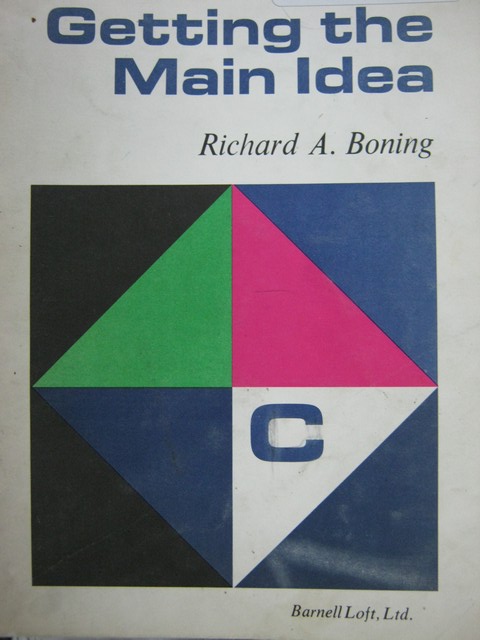 Getting the
Main Idea
Richard A. Boning
C
Barnell Loft, Ltd.